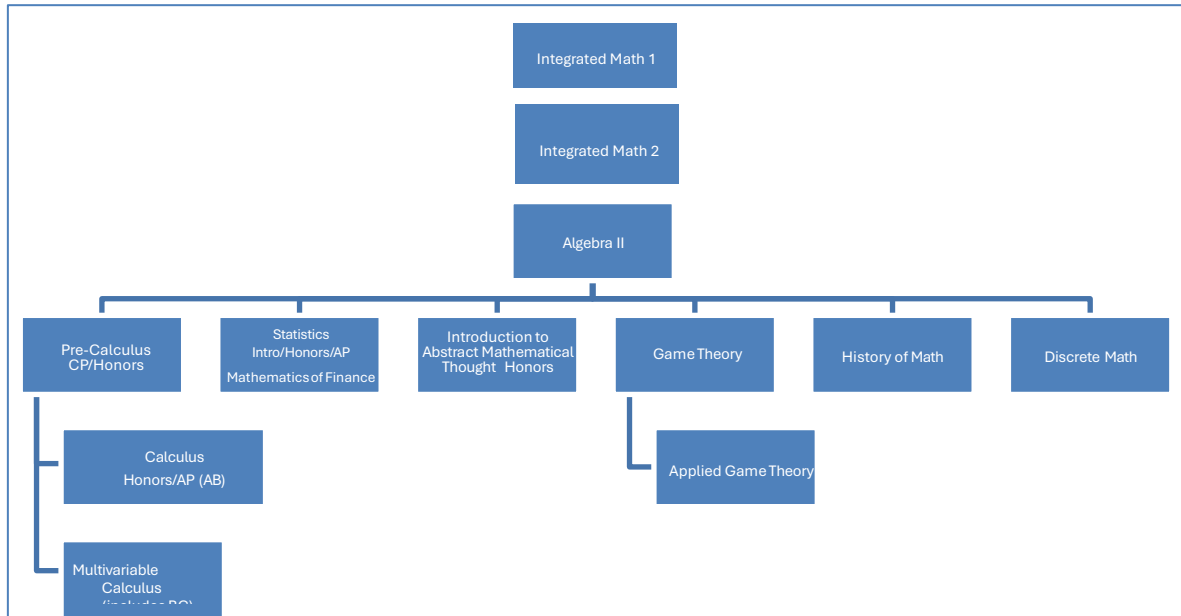 Integrated Math 1
Integrated Math 2
Algebra II
Pre-Calculus
CP/Honors
Statistics
Intro/Honors/AP
Mathematics of Finance
Introduction to
Abstract Mathematical
Thought Honors
Game Theory
History of Math
Discrete Math
Calculus
Honors/AP (AB)
Applied Game Theory
Multivariable
Calculus
(includes BC)